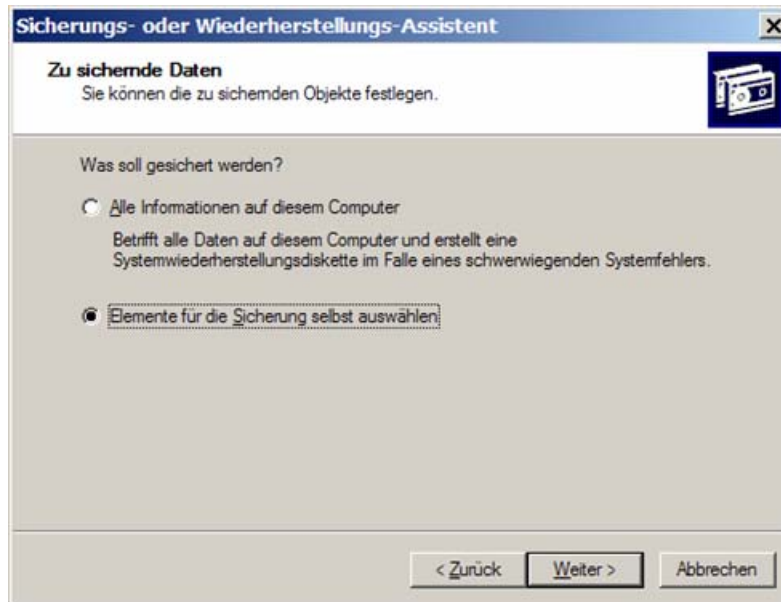 Sicherungs- oder Wiederherstellungs-Assistent
Zu sichernde Daten
Sie können die zu sichernden Objekte festlegen.
Was soll gesichert werden?
Alle Informationen auf diesem Computer
Betrifft alle Daten auf diesem Computer und erstellt eine
Systemwiederherstellungsdiskette im Falle eines schwerwiegenden Systemfehlers.
Elemente für die Sicherung selbst auswählen
< Zurück Weiter > Abbrechen